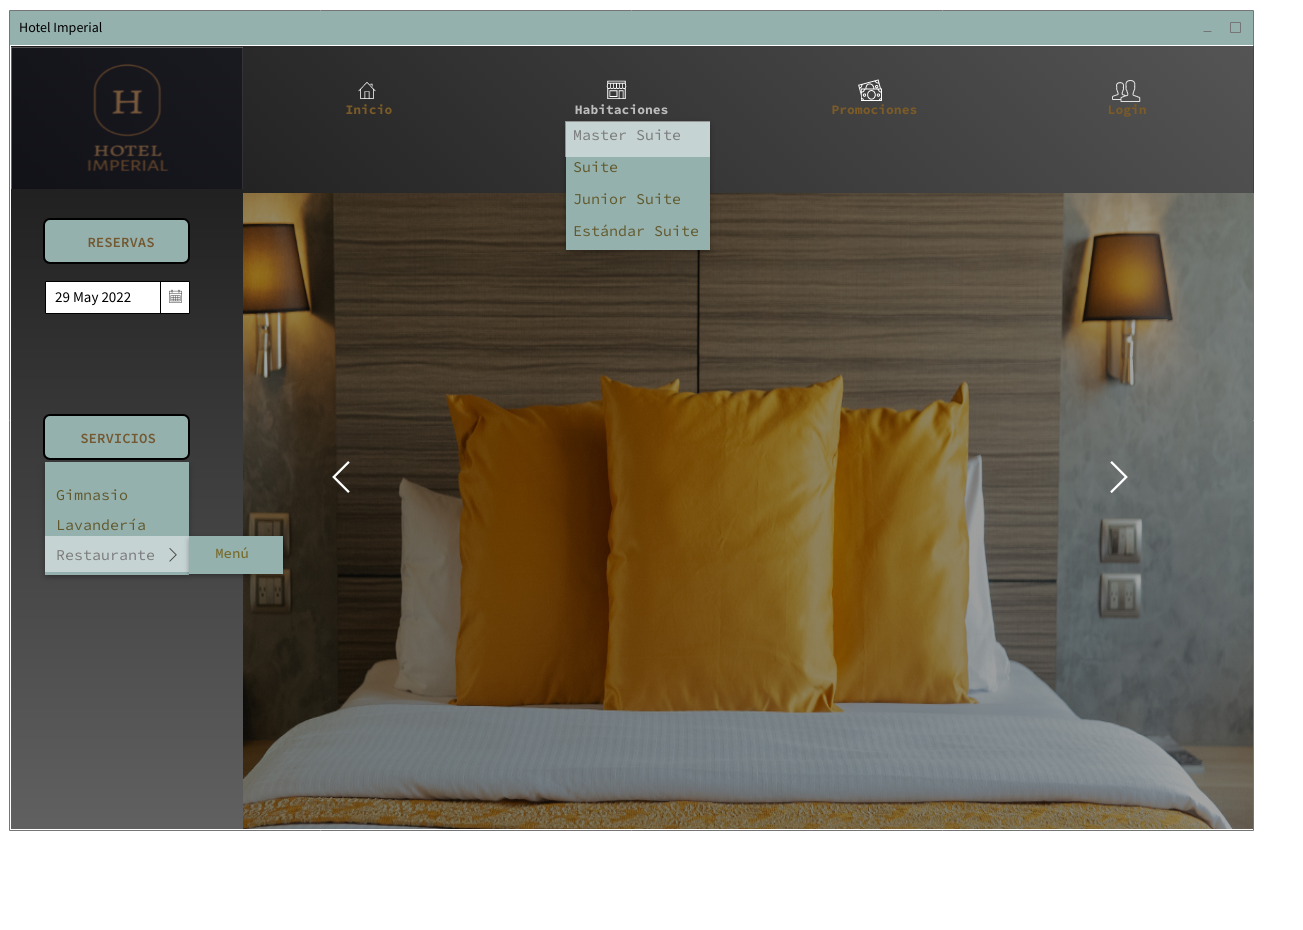 Hotel Imperial
H
HOTEL
IMPERIAL
Inicio
Habitaciones
Promociones
Login
Master Suite
Suite
Junior Suite
Estándar Suite
RESERVAS
29 May 2022
SERVICIOS
Gimnasio
Lavandería
Restaurante
Menú